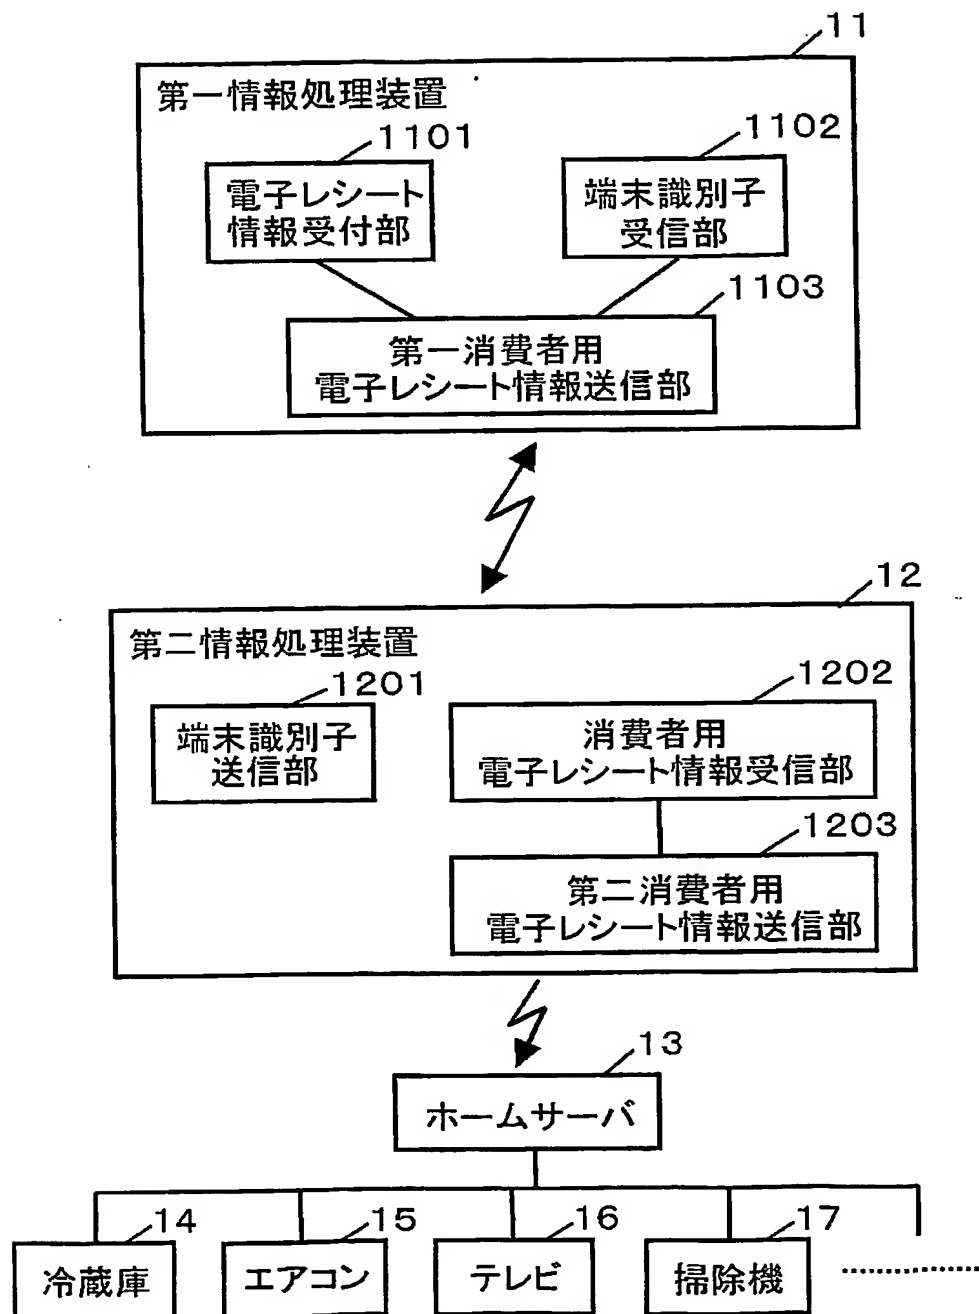 11
第一情報処理装置
1101
1102
電子レシート
情報受付部
端末識別子
受信部
1103
第一消費者用
電子レシート情報送信部
12
第二情報処理装置
1201
1202
端末識別子
送信部
消費者用
電子レシート情報受信部
1203
第二消費者用
電子レシート情報送信部
13
ホームサーバ
14
15
16
17
冷蔵庫
エアコン
テレビ
掃除機